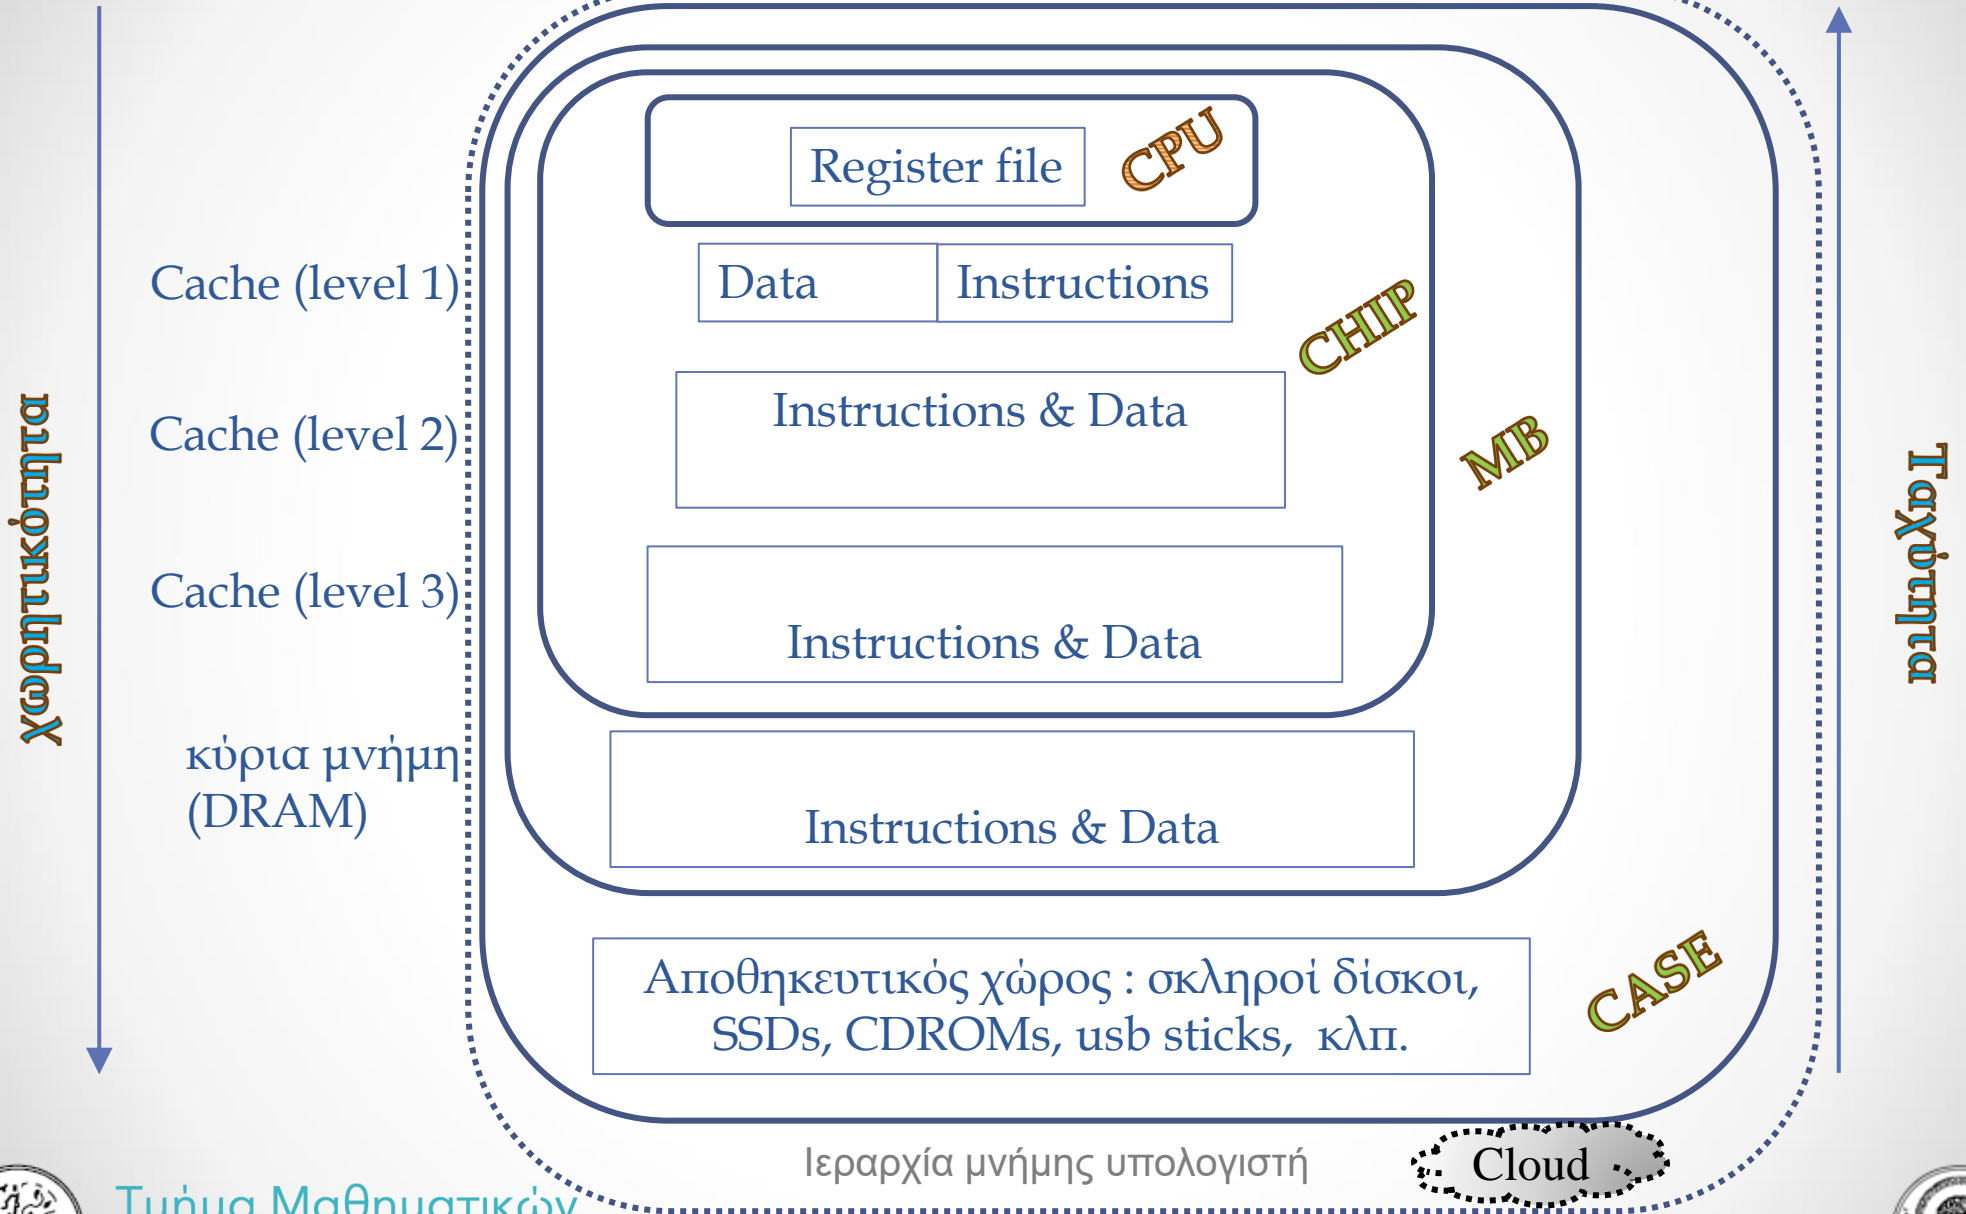 Register file
CPU
Cache (level 1)
Data
Instructions
CHIP
Cache (level 2)
Instructions & Data
MB
χωρητικότητα
Ταχύτητα
Cache (level 3)
Instructions & Data
κύρια μνήμη
(DRAM)
Instructions & Data
Αποθηκευτικός χώρος : σκληροί δίσκοι,
SSDs, CDROMs, usb sticks, κλπ.
CASE
Ιεραρχία μνήμης υπολογιστή
Cloud
Τμήμα Μαθηματικών